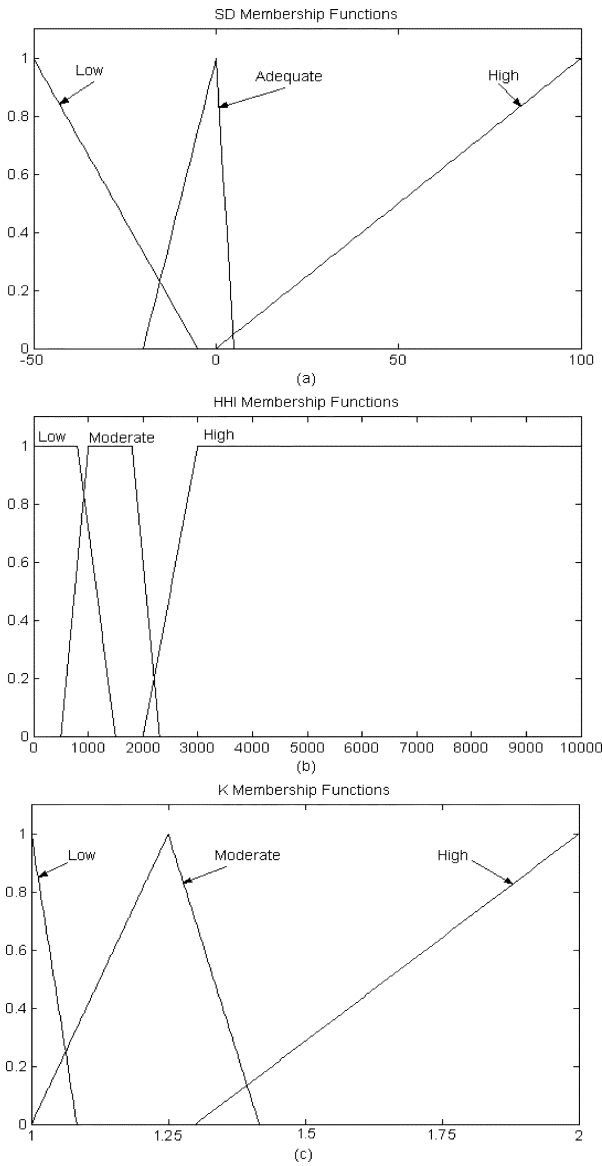 SD Membership Functions
1
Low
Adequate
High
0.8
0.6
0.4
0.2
0
-50 0 50 100
(a)
HHI Membership Functions
Low Moderate High
1
0.8
0.6
0.4
0.2
0
0 1000 2000 3000 4000 5000 6000 7000 8000 9000 10000
(b)
K Membership Functions
1
Low Moderate High
0.8
0.6
0.4
0.2
0
1 1.25 1.5 1.75 2
(c)